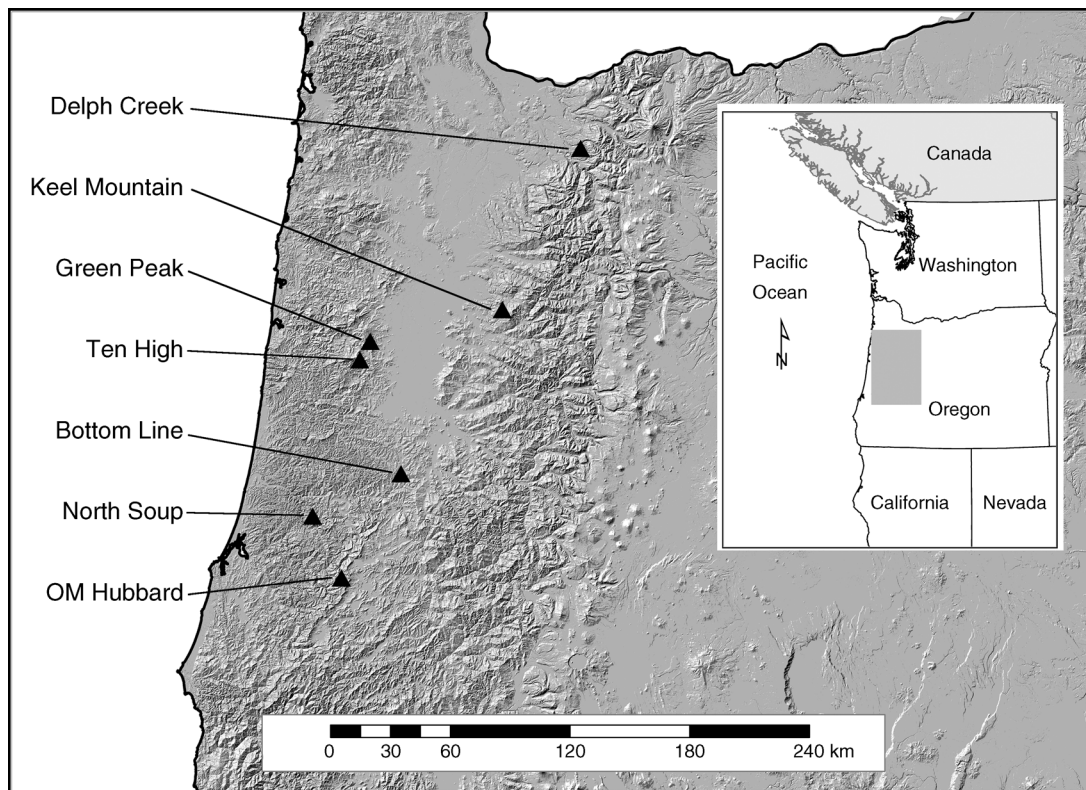 Delph Creek
Keel Mountain
Green Peak
Ten High
Bottom Line
North Soup
OM Hubbard
Canada
Washington
Pacific
Ocean
N
Oregon
California
Nevada
0 30 60 120 180 240 km